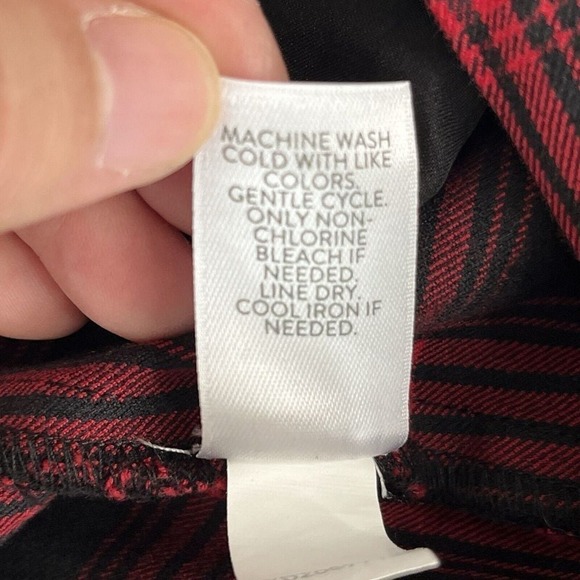 MACHINE WASH
COLD WITH LIKE
COLORS.
GENTLE CYCLE.
ONLY NON-
CHLORINE
BLEACH IF
NEEDED.
LINE DRY.
COOL IRON IF
NEEDED.